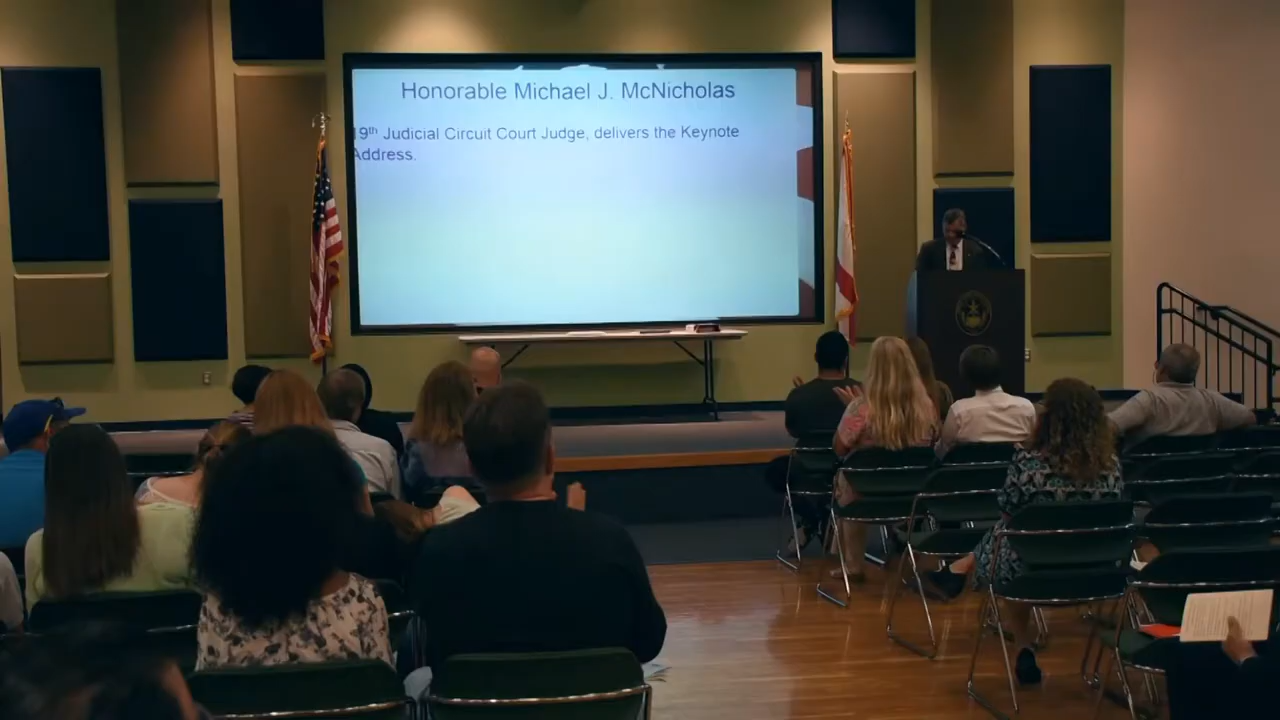 Honorable Michael J. McNicholas
19th Judicial Circuit Court Judge, delivers the Keynote
Address.